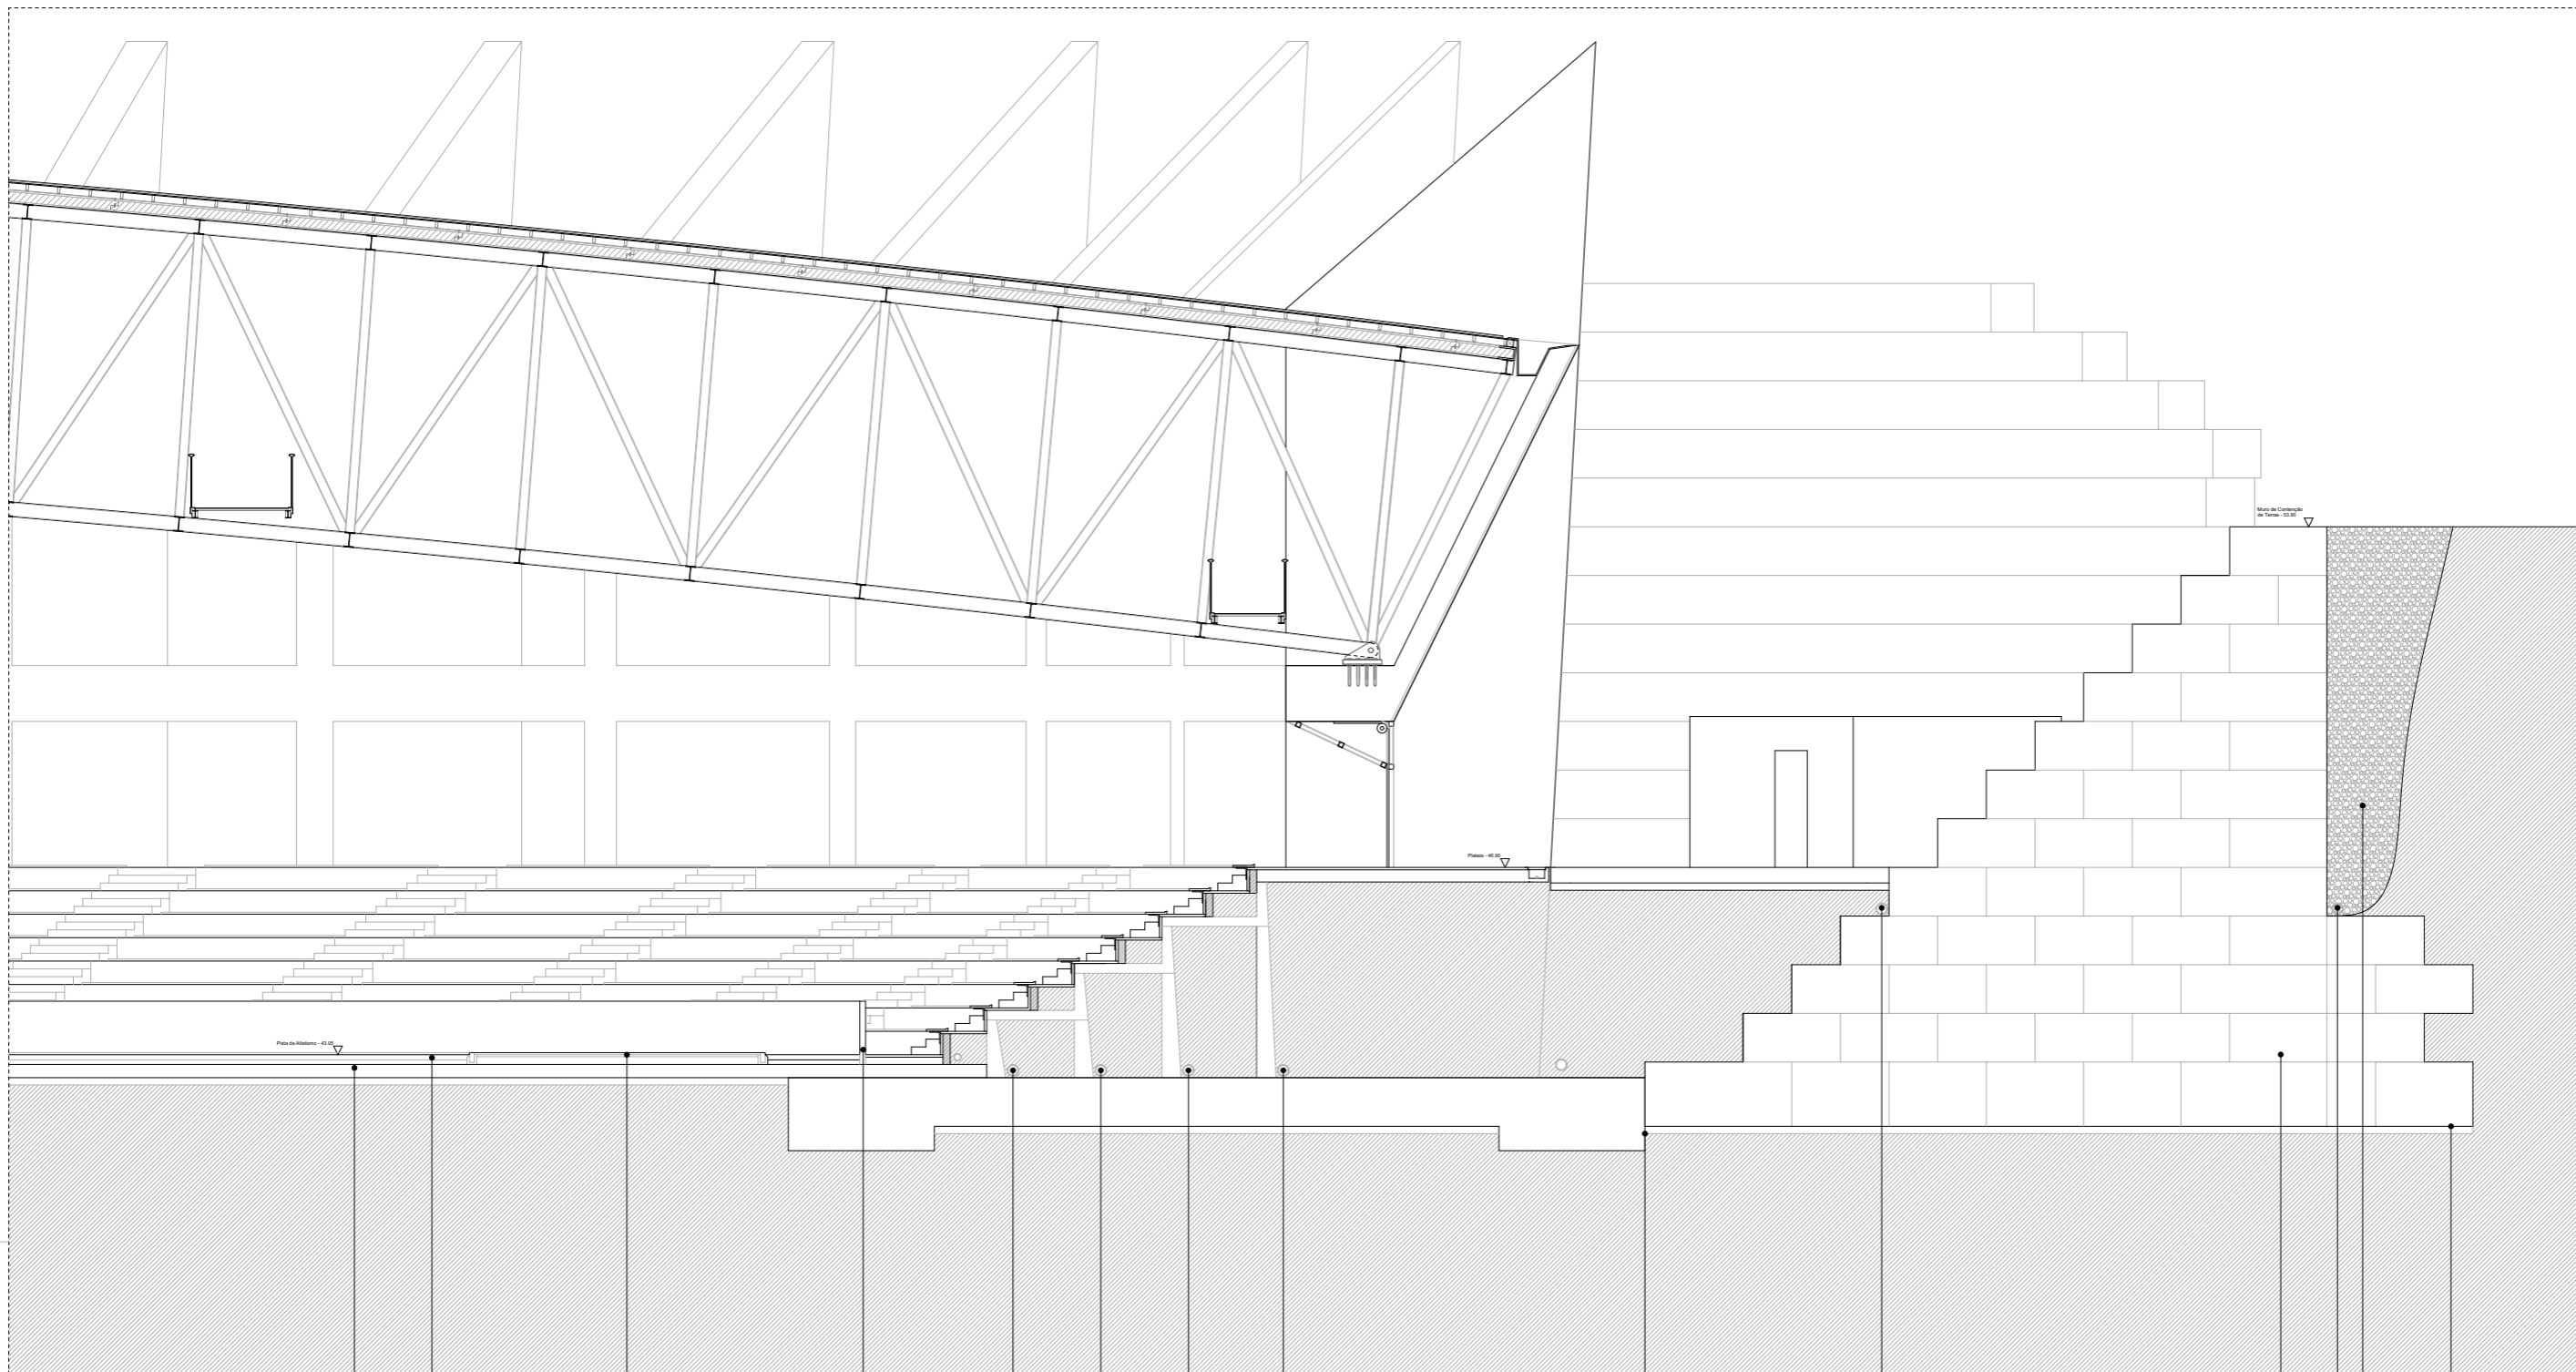 Muro de Contenção
de Terras - 53.90
Plateia - 46.90
Pista de Atletismo - 43.05